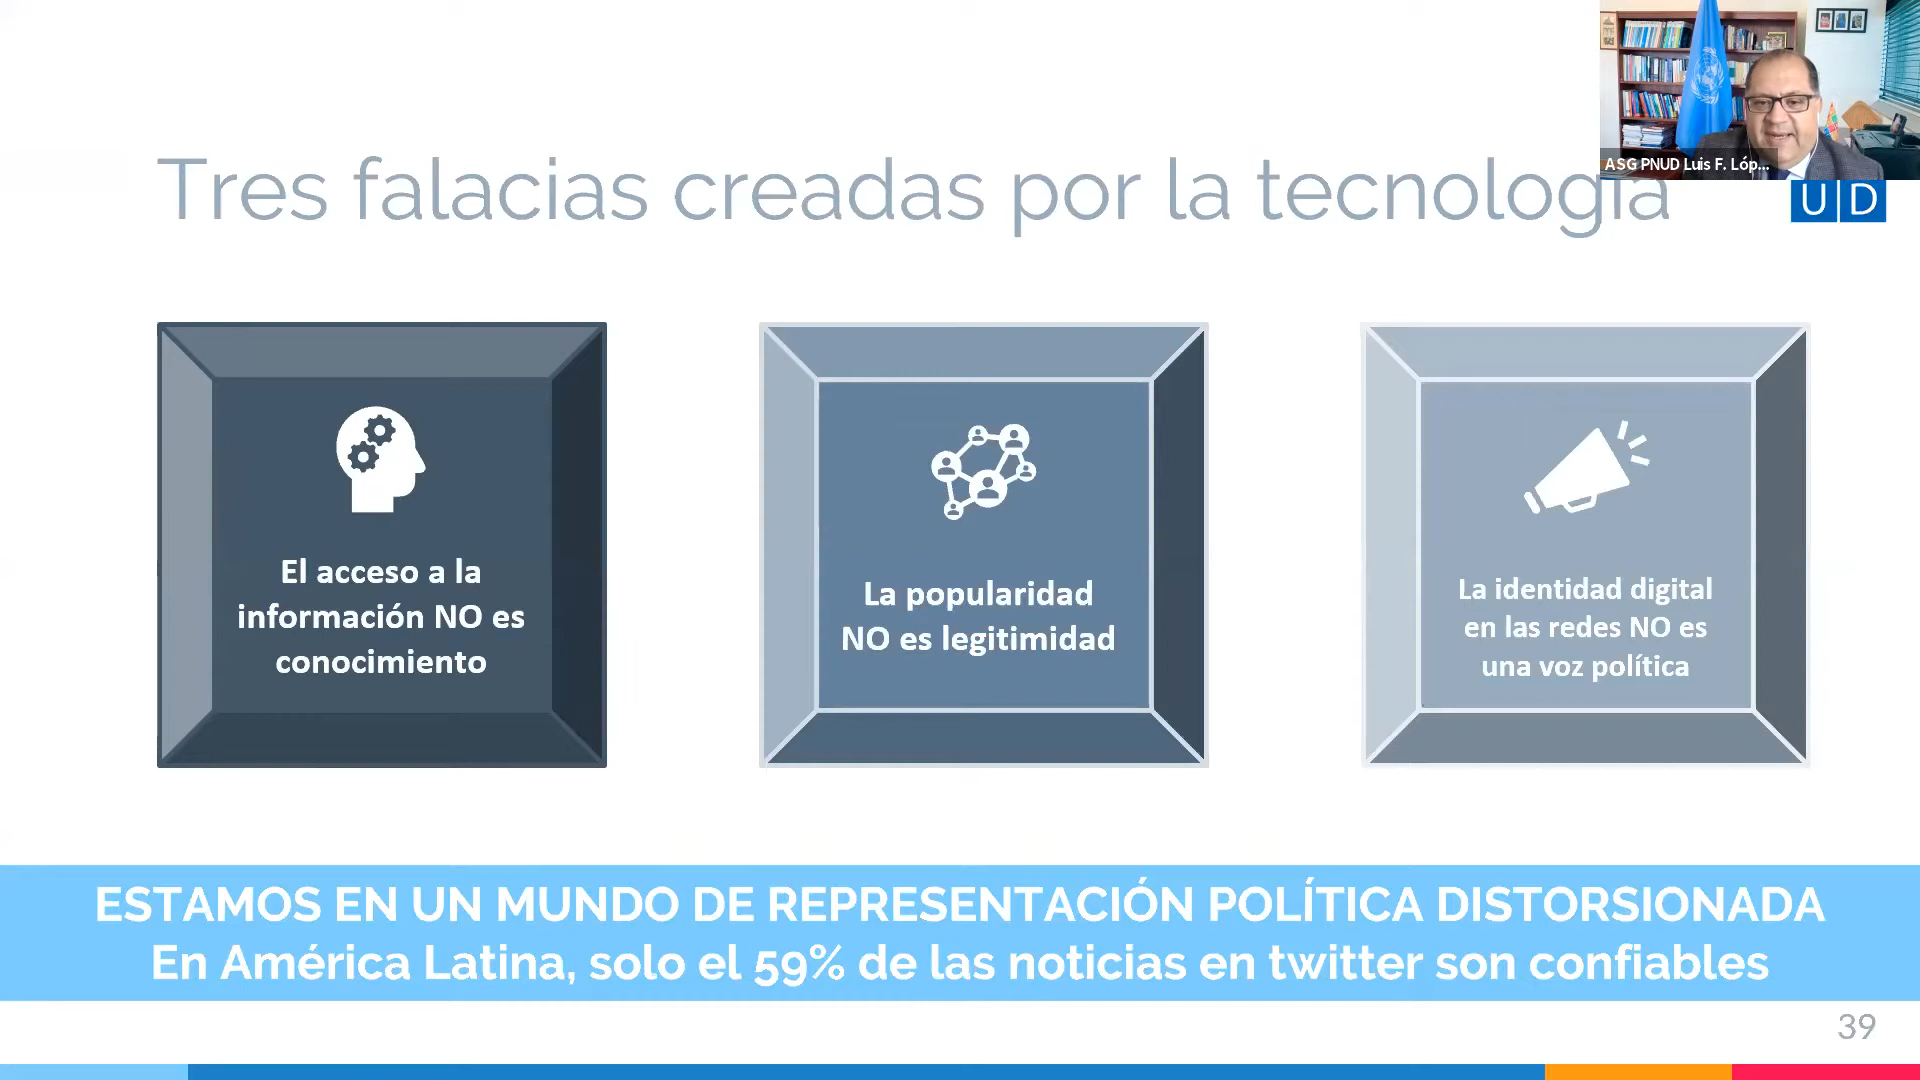 ASG PNUD Luis F. Lóp...
Tres falacias creadas por la tecnología
U D
El acceso a la
información NO es
conocimiento
La popularidad
NO es legitimidad
La identidad digital
en las redes NO es
una voz política
ESTAMOS EN UN MUNDO DE REPRESENTACIÓN POLÍTICA DISTORSIONADA
En América Latina, solo el 59% de las noticias en twitter son confiables
39